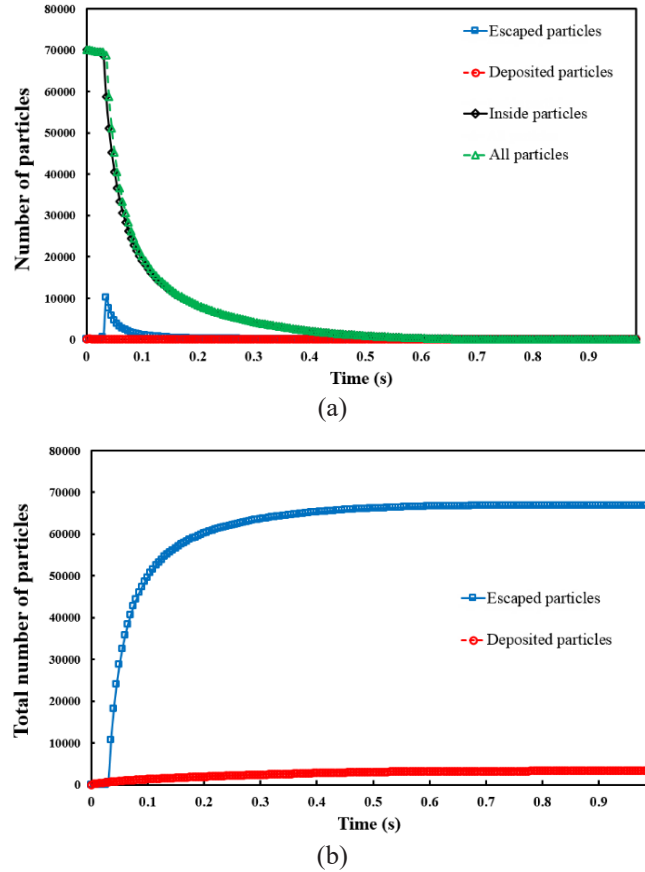 80000
70000
60000
50000
40000
30000
20000
10000
0
Number of particles
Escaped particles
Deposited particles
Inside particles
All particles
0 0.1 0.2 0.3 0.4 0.5 0.6 0.7 0.8 0.9
Time (s)
(a)
80000
70000
60000
50000
40000
30000
20000
10000
0
Total number of particles
Escaped particles
Deposited particles
0 0.1 0.2 0.3 0.4 0.5 0.6 0.7 0.8 0.9
Time (s)
(b)